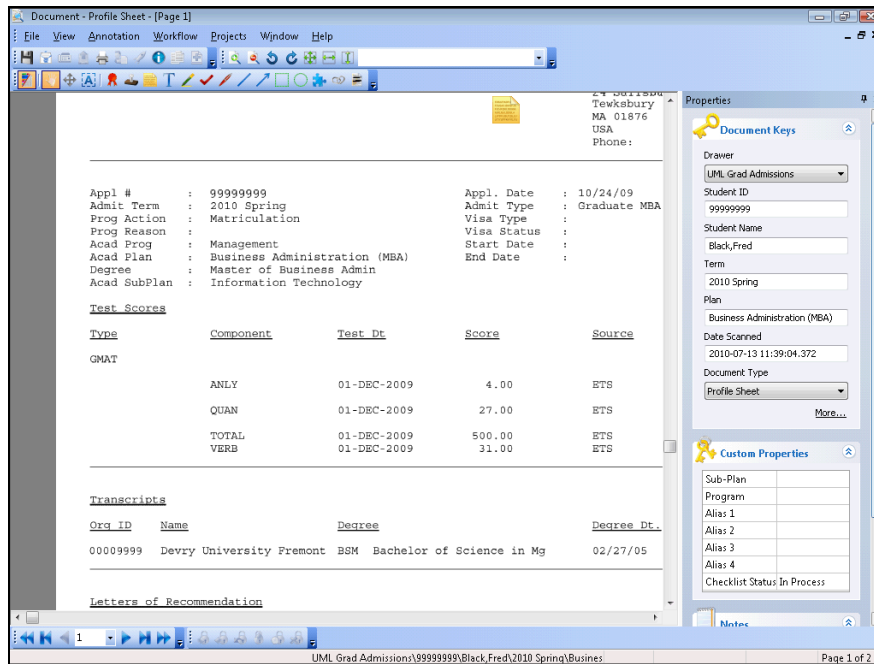 Document - Profile Sheet - [Page 1]
File View Annotation Workflow Projects Window Help
Tewksbury
MA 01876
USA
Phone:
Appl # : 99999999 Appl. Date : 10/24/09
Admit Term : 2010 Spring Admit Type : Graduate MBA
Prog Action : Matriculation Visa Type :
Prog Reason : Visa Status :
Acad Prog : Management Start Date :
Acad Plan : Business Administration (MBA) End Date :
Degree : Master of Business Admin
Acad SubPlan : Information Technology
Test Scores
Type Component Test Dt Score Source
GMAT
ANLY 01-DEC-2009 4.00 ETS
QUAN 01-DEC-2009 27.00 ETS
TOTAL 01-DEC-2009 500.00 ETS
VERB 01-DEC-2009 31.00 ETS
Transcripts
Org ID Name Degree Degree Dt.
00009999 Devry University Fremont BSM Bachelor of Science in Mg 02/27/05
Letters of Recommendation
Properties
Document Keys
Drawer
UML Grad Admissions
Student ID
99999999
Student Name
Black,Fred
Term
2010 Spring
Plan
Business Administration (MBA)
Date Scanned
2010-07-13 11:39:04.372
Document Type
Profile Sheet
More...
Custom Properties
Sub-Plan
Program
Alias 1
Alias 2
Alias 3
Alias 4
Checklist Status In Process
Notes
1
UML Grad Admissions\99999999\Black,Fred\2010 Spring\Busines
Page 1 of 2